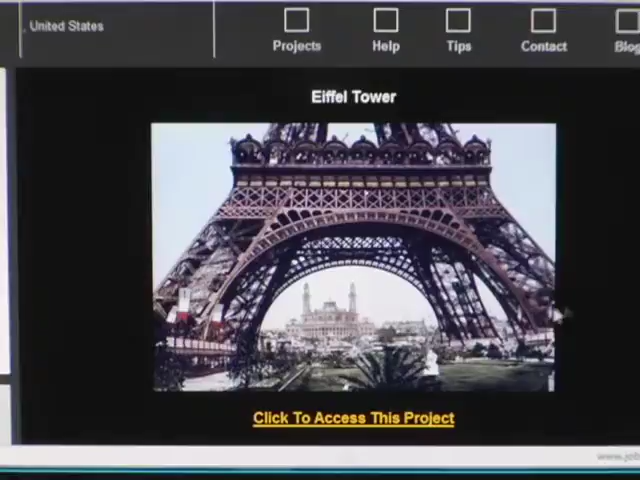 United States
Projects Help Tips Contact Blog
Eiffel Tower
Click To Access This Project